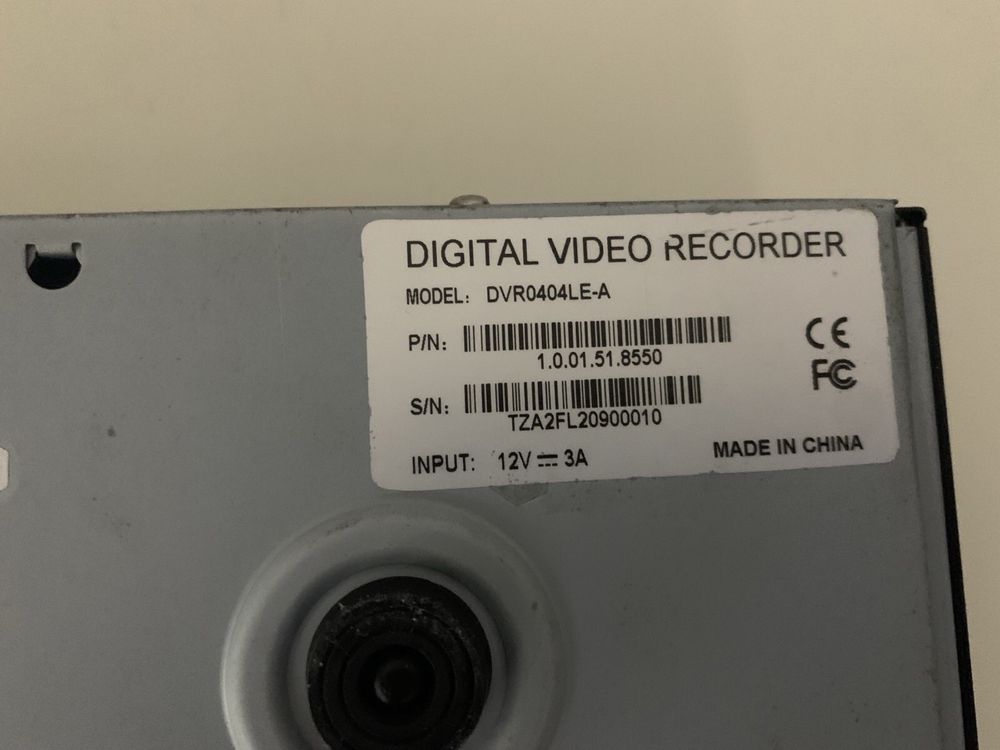 DIGITAL VIDEO RECORDER
MODEL: DVR0404LE-A
P/N:
1.0.01.51.8550
S/N:
TZA2FL20900010
INPUT: 12V ⎓ 3A
CE
FC
MADE IN CHINA